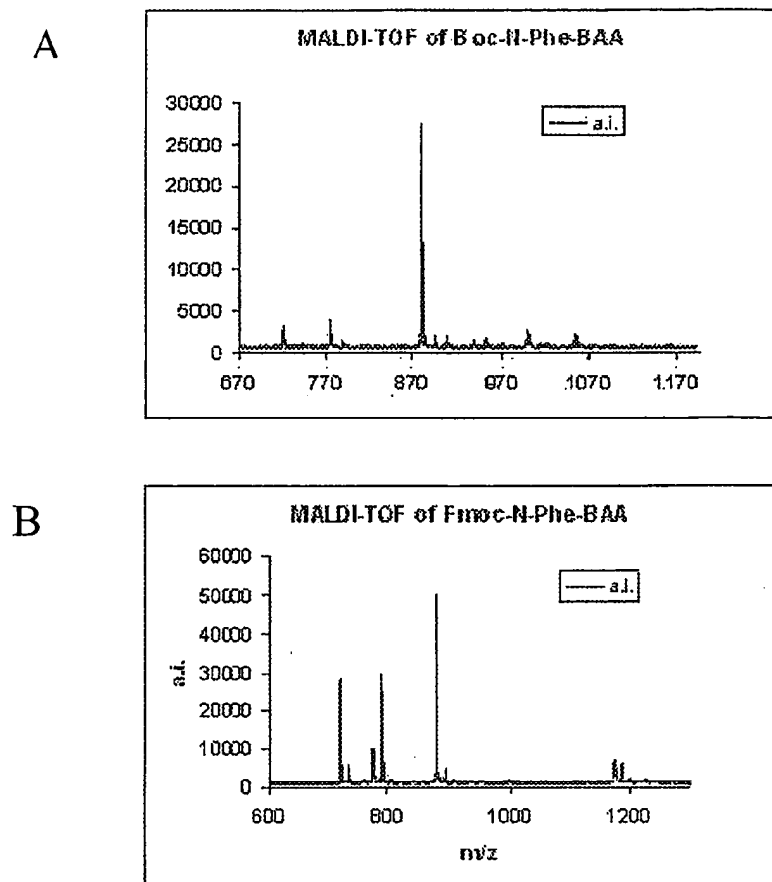 A
MALDI-TOF of Boc-N-Phe-BAA
30000
25000
20000
15000
10000
5000
0
a.i.
670 770 870 970 1070 1170
B
MALDI-TOF of Fmoc-N-Phe-BAA
60000
50000
40000
30000
20000
10000
0
a.i.
a.i.
600 800 1000 1200
m/z